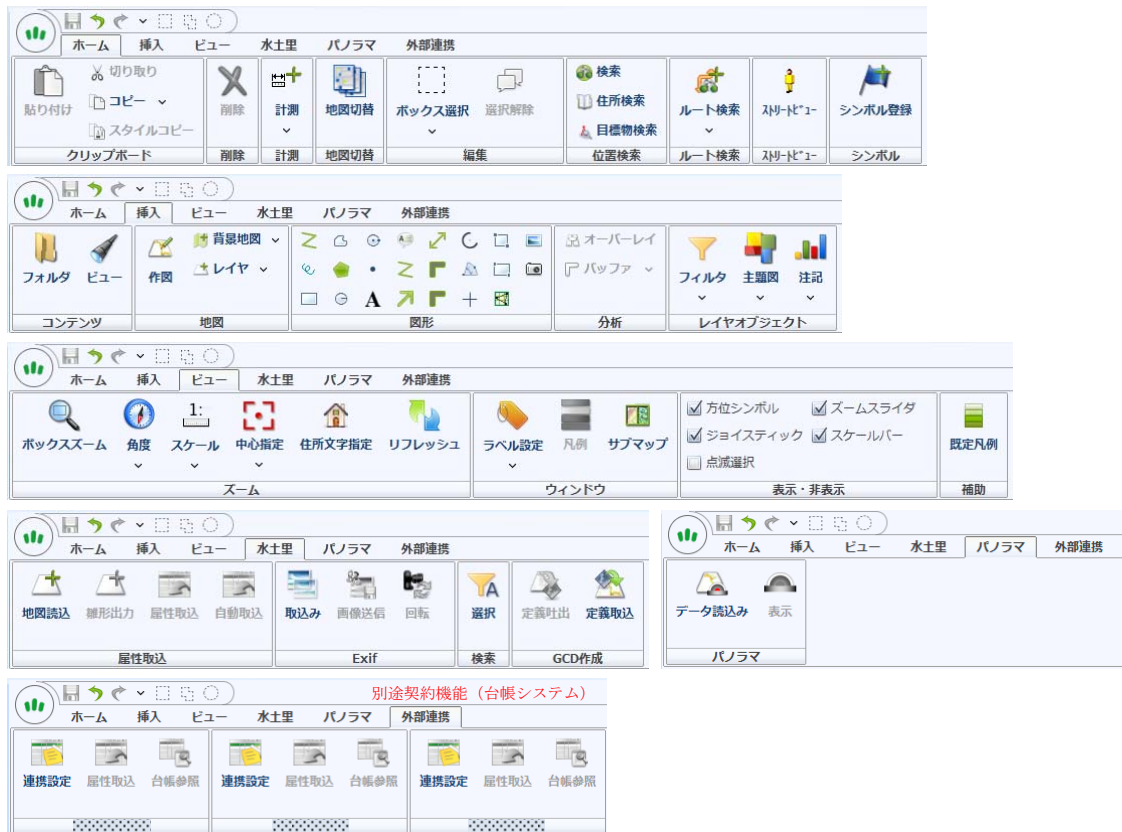 ホーム 挿入 ビュー 水土里 パノラマ 外部連携
貼り付け
切り取り
コピー
スタイルコピー
クリップボード
削除
削除
計測
計測
地図切替
地図切替
ボックス選択 選択解除
編集
検索
住所検索
目標物検索
位置検索
ルート検索
ルート検索
ストリートビュー
ストリートビュー
シンボル登録
シンボル
ホーム 挿入 ビュー 水土里 パノラマ 外部連携
フォルダ ビュー
コンテンツ
作図
背景地図
レイヤ
地図
A
図形
オーバーレイ
バッファ
分析
フィルタ 主題図 注記
レイヤオブジェクト
ホーム 挿入 ビュー 水土里 パノラマ 外部連携
ボックスズーム 角度 1: スケール 中心指定 住所文字指定 リフレッシュ
ズーム
ラベル設定 凡例 サブマップ
ウィンドウ
方位シンボル ズームスライダ
ジョイスティック スケールバー
点滅選択
表示・非表示
既定凡例
補助
ホーム 挿入 ビュー 水土里 パノラマ 外部連携
地図読込 雛形出力 属性取込 自動取込
属性取込
取込み 画像送信 回転
Exif
選択
検索
定義吐出 定義取込
GCD作成
ホーム 挿入 ビュー 水土里 パノラマ 外部連携
データ読込み 表示
パノラマ
別途契約機能（台帳システム）
ホーム 挿入 ビュー 水土里 パノラマ 外部連携
連携設定 属性取込 台帳参照 連携設定 属性取込 台帳参照 連携設定 属性取込 台帳参照